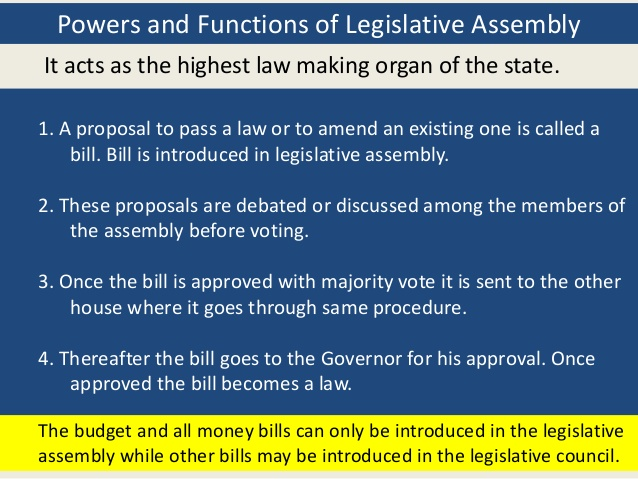 Powers and Functions of Legislative Assembly
It acts as the highest law making organ of the state.
1. A proposal to pass a law or to amend an existing one is called a
bill. Bill is introduced in legislative assembly.
2. These proposals are debated or discussed among the members of
the assembly before voting.
3. Once the bill is approved with majority vote it is sent to the other
house where it goes through same procedure.
4. Thereafter the bill goes to the Governor for his approval. Once
approved the bill becomes a law.
The budget and all money bills can only be introduced in the legislative
assembly while other bills may be introduced in the legislative council.